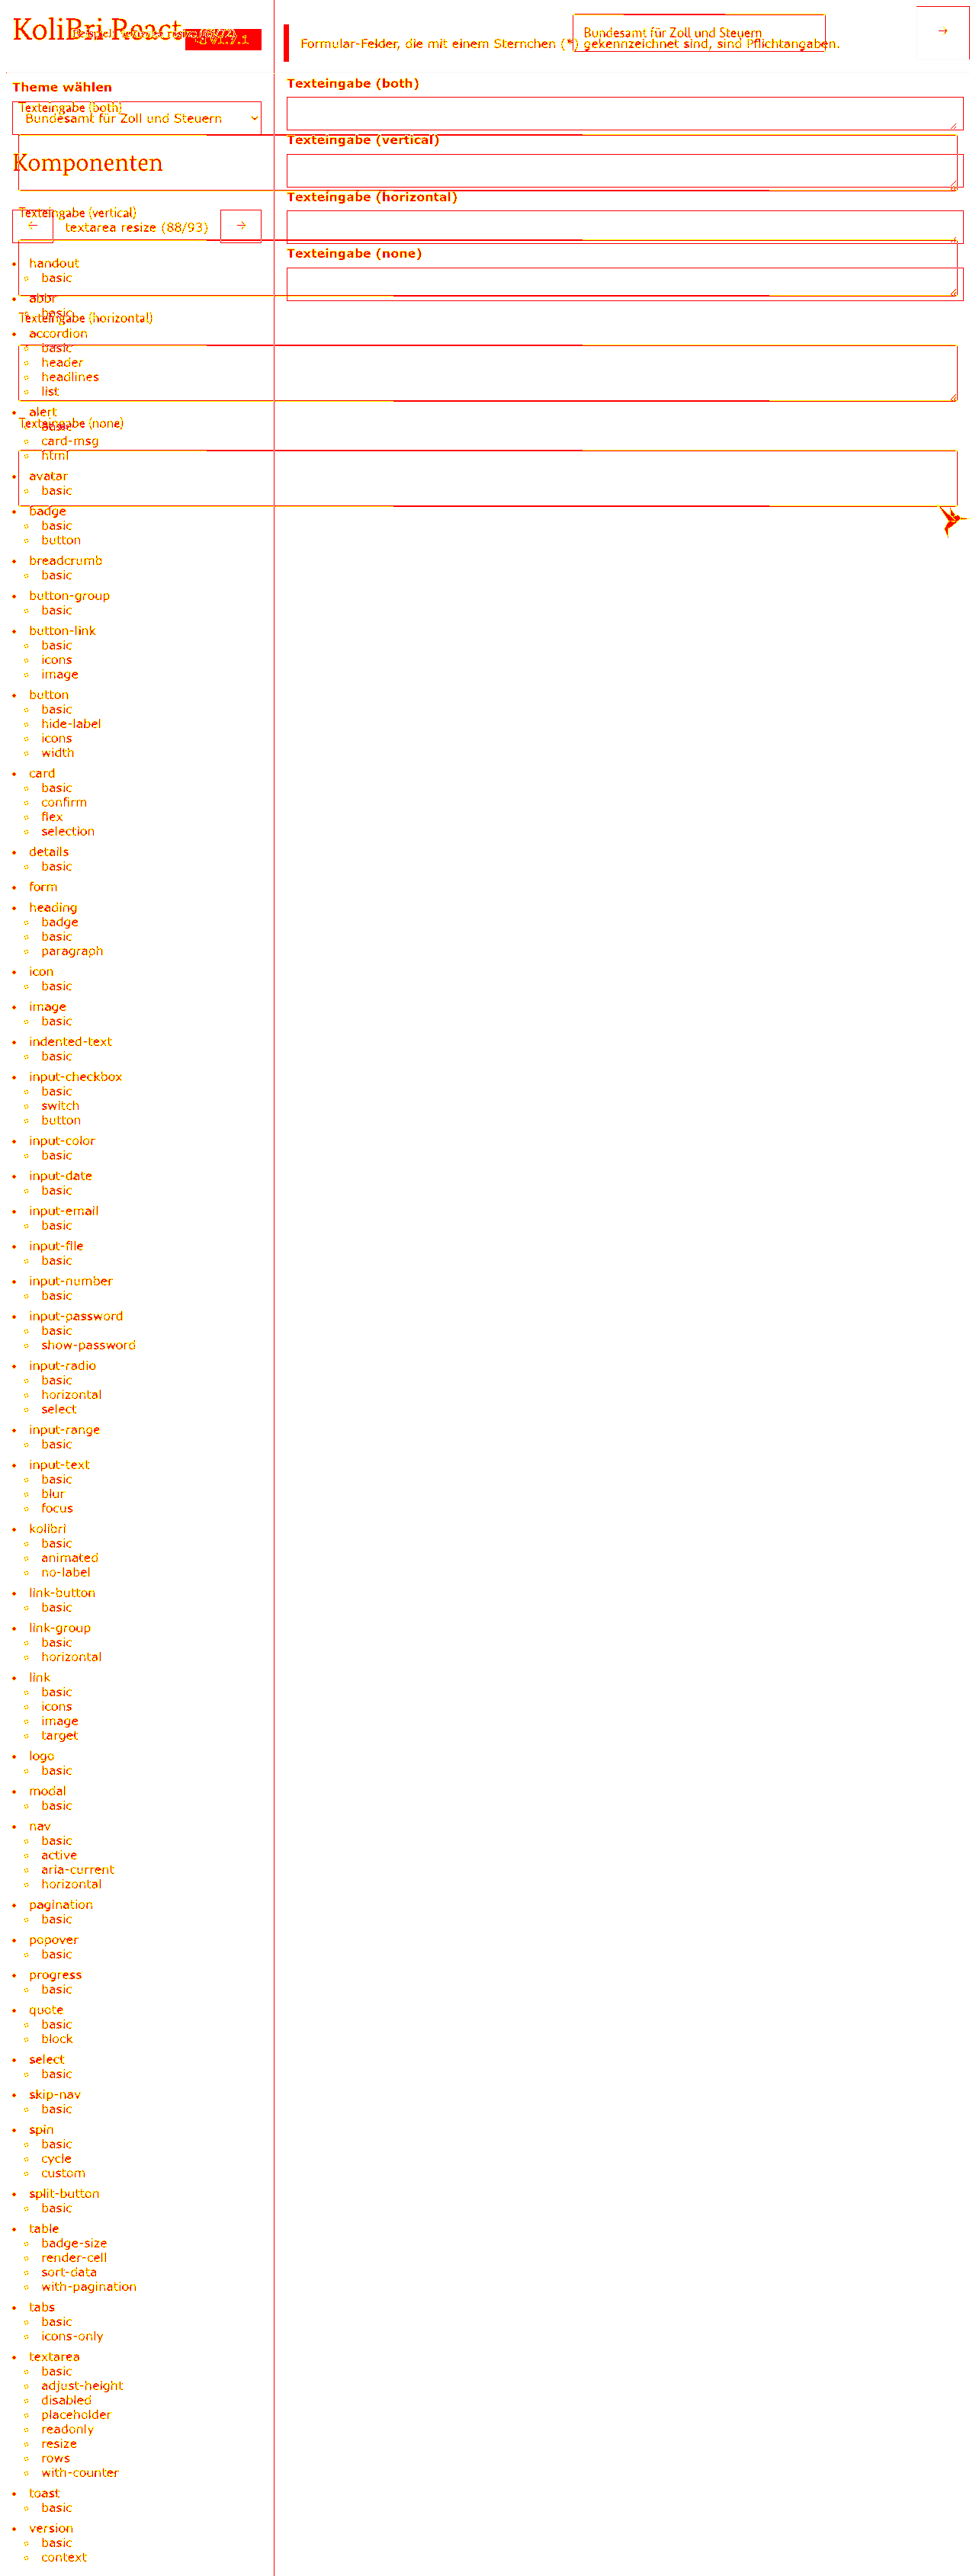 KoliBri React
v1.7.1
Bundesamt für Zoll und Steuern
→
Formular-Felder, die mit einem Sternchen (*) gekennzeichnet sind, sind Pflichtangaben.
Theme wählen
Texteingabe (both)
Texteingabe (both)
Bundesamt für Zoll und Steuern
Texteingabe (vertical)
Komponenten
Texteingabe (horizontal)
Texteingabe (vertical)
← textarea resize (88/93) →
Texteingabe (none)
handout
basic
abbr
basic
Texteingabe (horizontal)
accordion
basic
header
headlines
list
alert
Texteingabe (none)
basic
card-msg
html
avatar
basic
badge
basic
button
breadcrumb
basic
button-group
basic
button-link
basic
icons
image
button
basic
hide-label
icons
width
card
basic
confirm
flex
selection
details
basic
form
heading
badge
basic
paragraph
icon
basic
image
basic
indented-text
basic
input-checkbox
basic
switch
button
input-color
basic
input-date
basic
input-email
basic
input-file
basic
input-number
basic
input-password
basic
show-password
input-radio
basic
horizontal
select
input-range
basic
input-text
basic
blur
focus
kolibri
basic
animated
no-label
link-button
basic
link-group
basic
horizontal
link
basic
icons
image
target
logo
basic
modal
basic
nav
basic
active
aria-current
horizontal
pagination
basic
popover
basic
progress
basic
quote
basic
block
select
basic
skip-nav
basic
spin
basic
cycle
custom
split-button
basic
table
badge-size
render-cell
sort-data
with-pagination
tabs
basic
icons-only
textarea
basic
adjust-height
disabled
placeholder
readonly
resize
rows
with-counter
toast
basic
version
basic
context